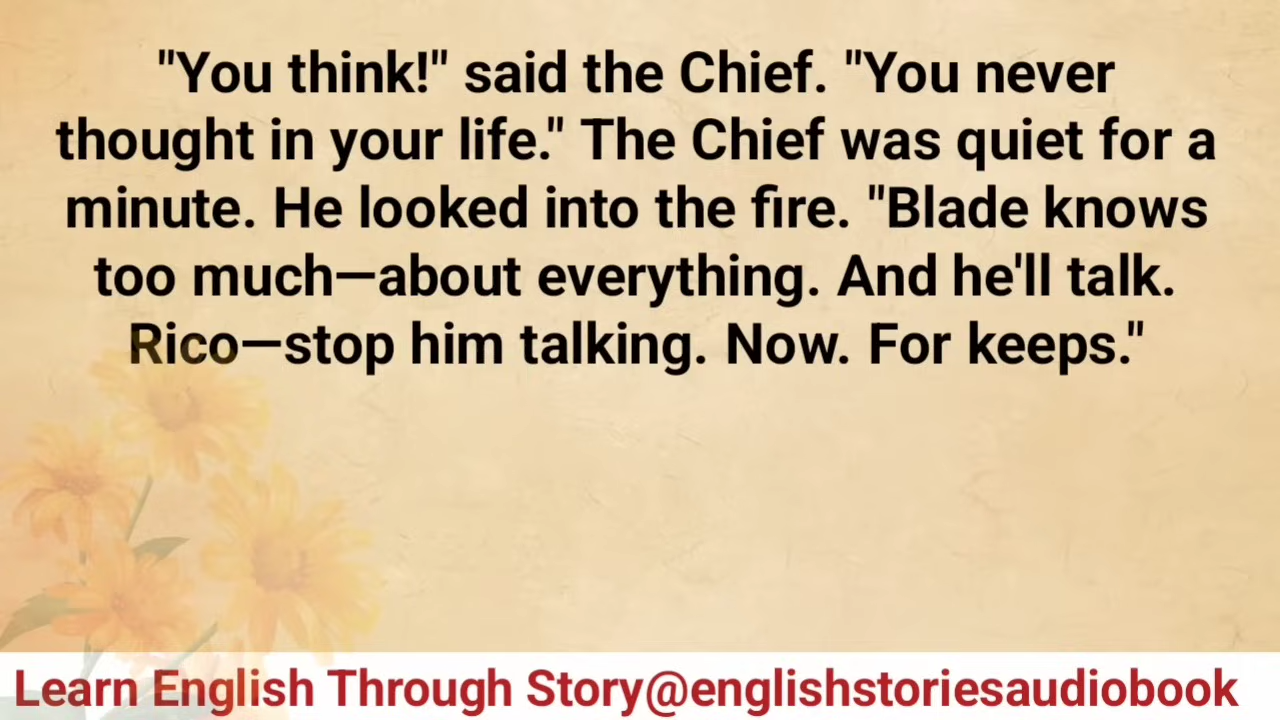 "You think!" said the Chief. "You never
thought in your life." The Chief was quiet for a
minute. He looked into the fire. "Blade knows
too much—about everything. And he'll talk.
Rico—stop him talking. Now. For keeps."
Learn English Through Story@englishstoriesaudiobook